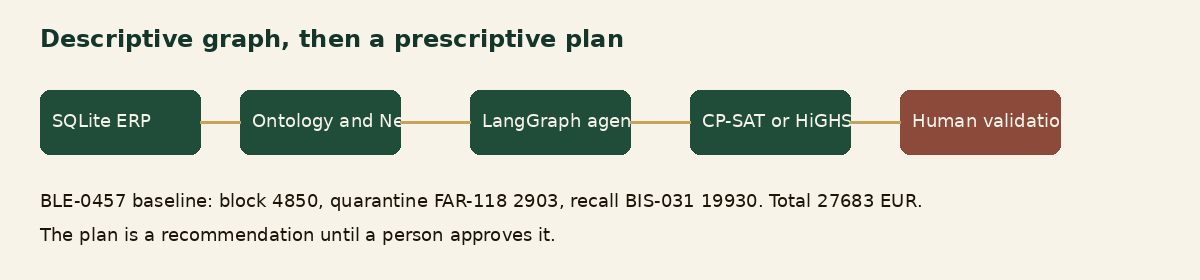 Descriptive graph, then a prescriptive plan
SQLite ERP
Ontology and Ne
LangGraph agen
CP-SAT or HiGHS
Human validatio
BLE-0457 baseline: block 4850, quarantine FAR-118 2903, recall BIS-031 19930. Total 27683 EUR.
The plan is a recommendation until a person approves it.